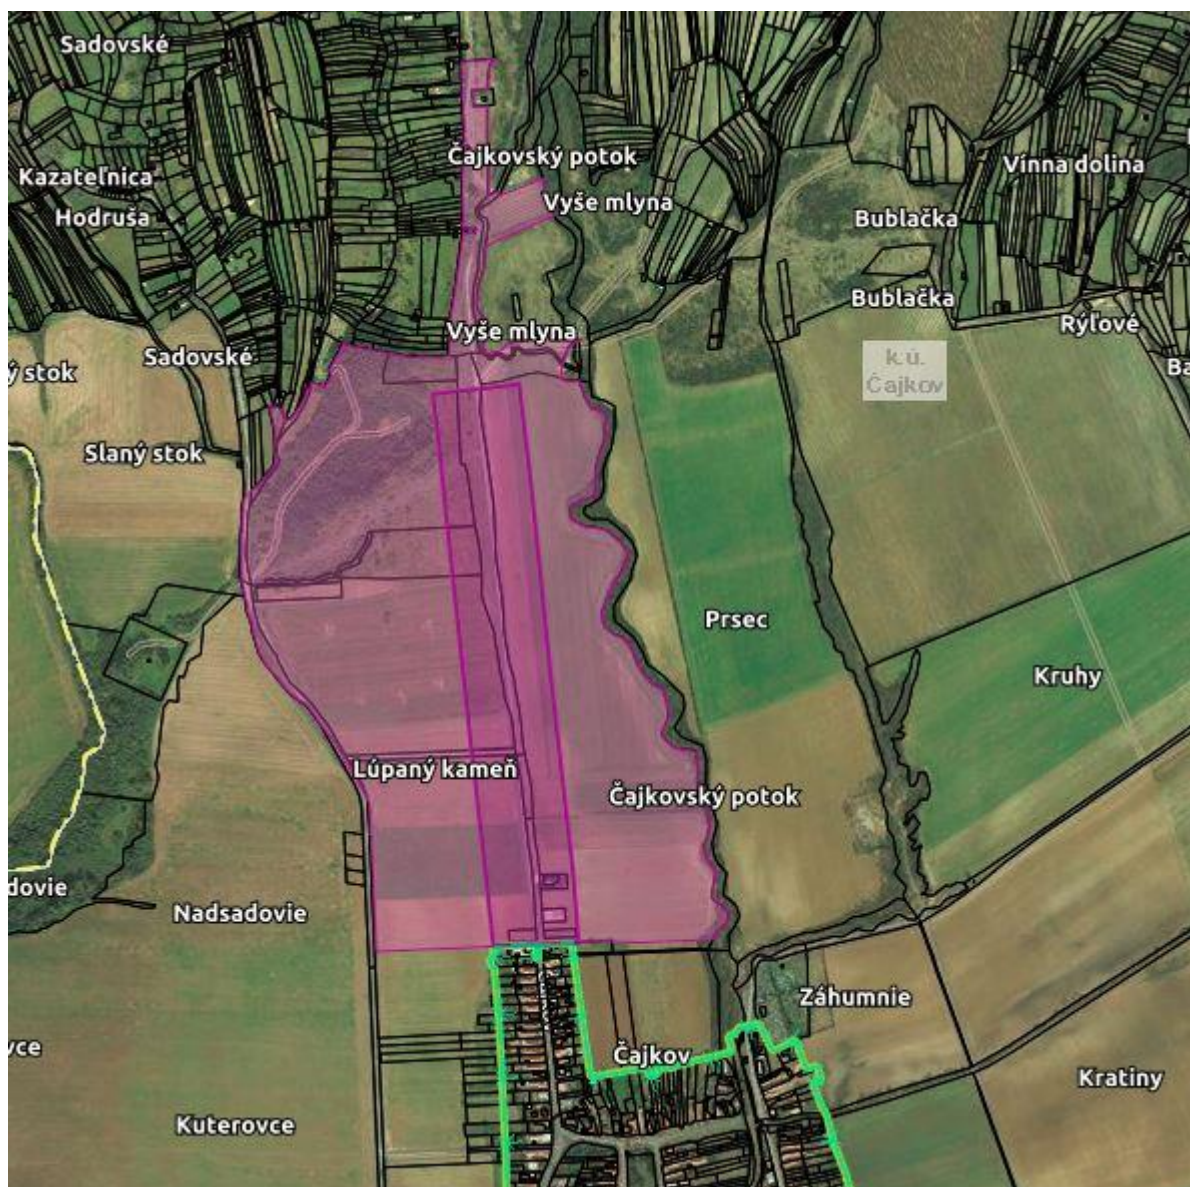 Sadovské
Čajkovský potok
Vínna dolina
Kazateľnica
Vyše mlyna
Hodruša
Bublačka
Bublačka
Rýľové
Vyše mlyna
Sadovské
k.ú.
Čajkov
ý stok
Ba
Slaný stok
Prsec
Kruhy
Lúpaný kameň
Čajkovský potok
dovie
Nadsadovie
Záhumnie
vce
Čajkov
Kratiny
Kuterovce